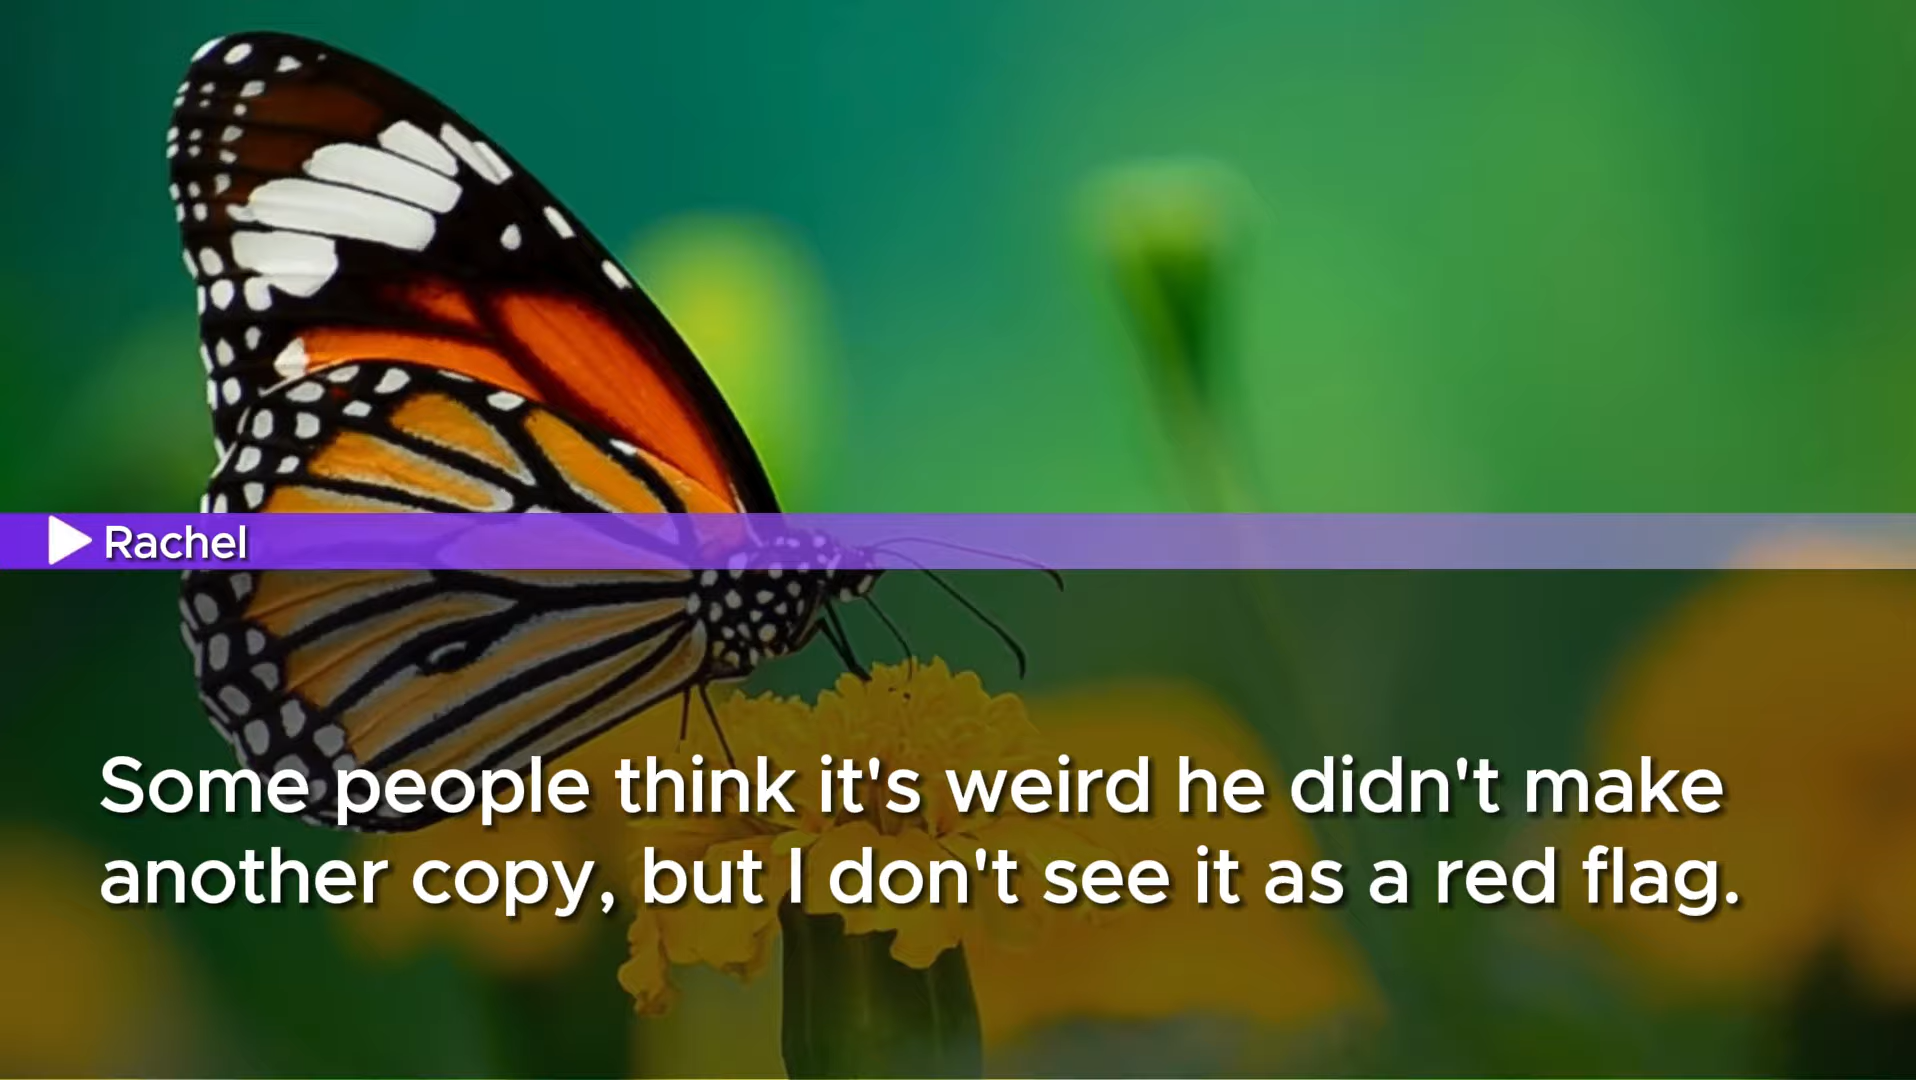 Rachel
Some people think it's weird he didn't make
another copy, but I don't see it as a red flag.